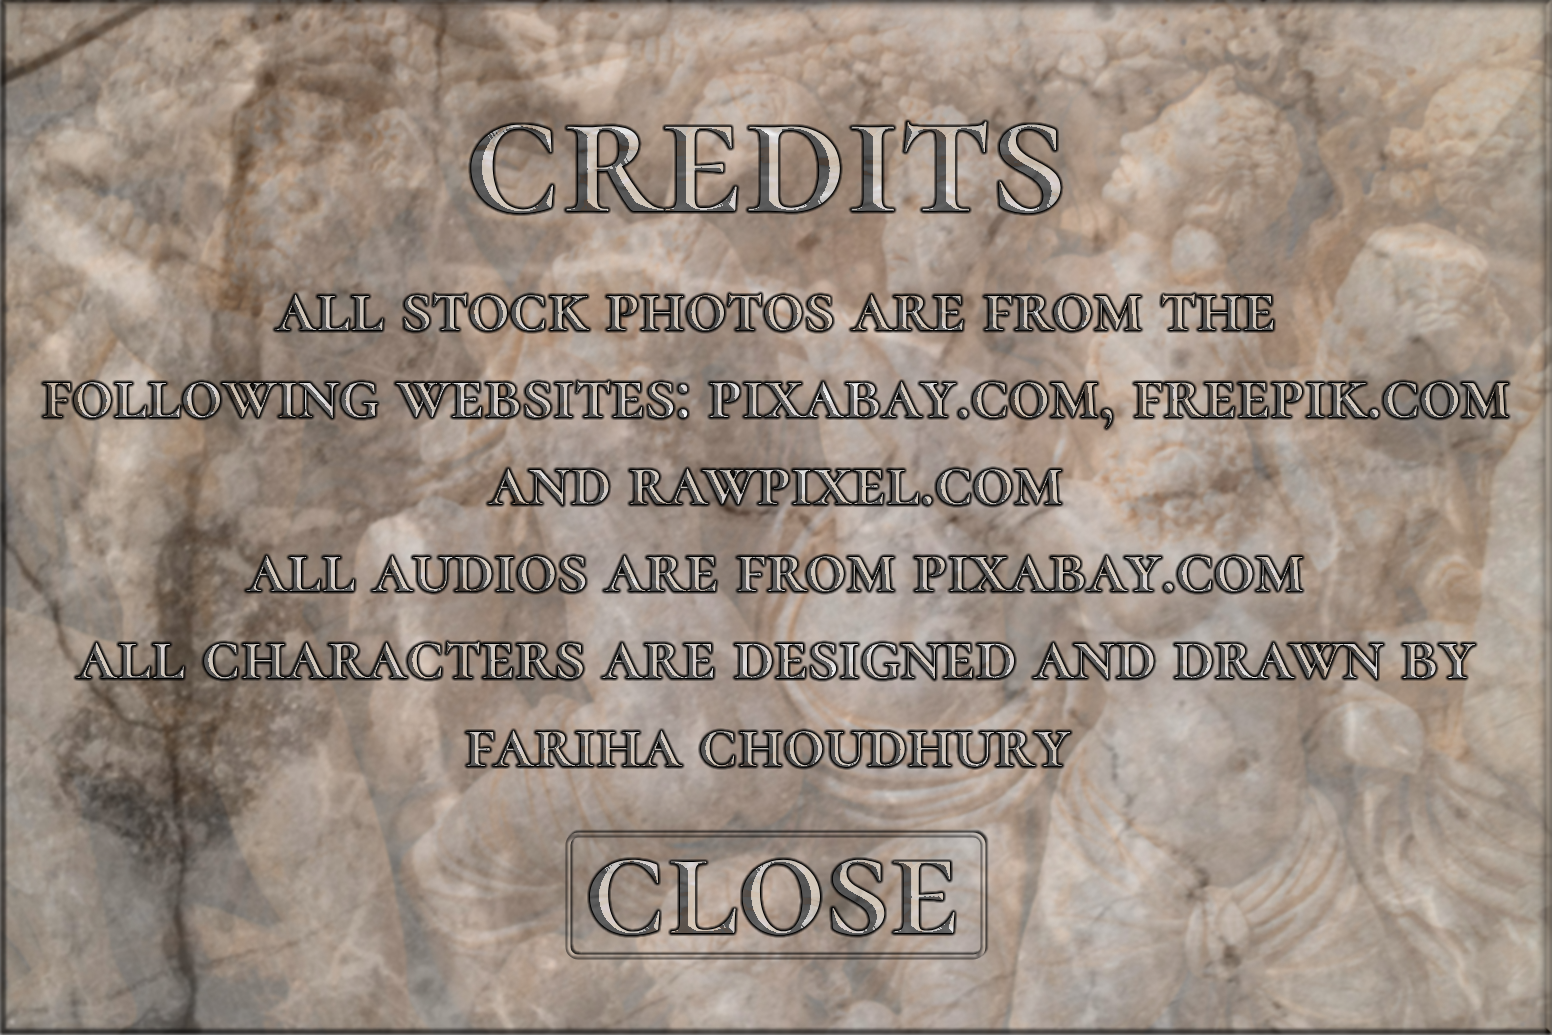 CREDITS
ALL STOCK PHOTOS ARE FROM THE
FOLLOWING WEBSITES: PIXABAY.COM, FREEPIK.COM
AND RAWPIXEL.COM
ALL AUDIOS ARE FROM PIXABAY.COM
ALL CHARACTERS ARE DESIGNED AND DRAWN BY
FARIHA CHOUDHURY
CLOSE